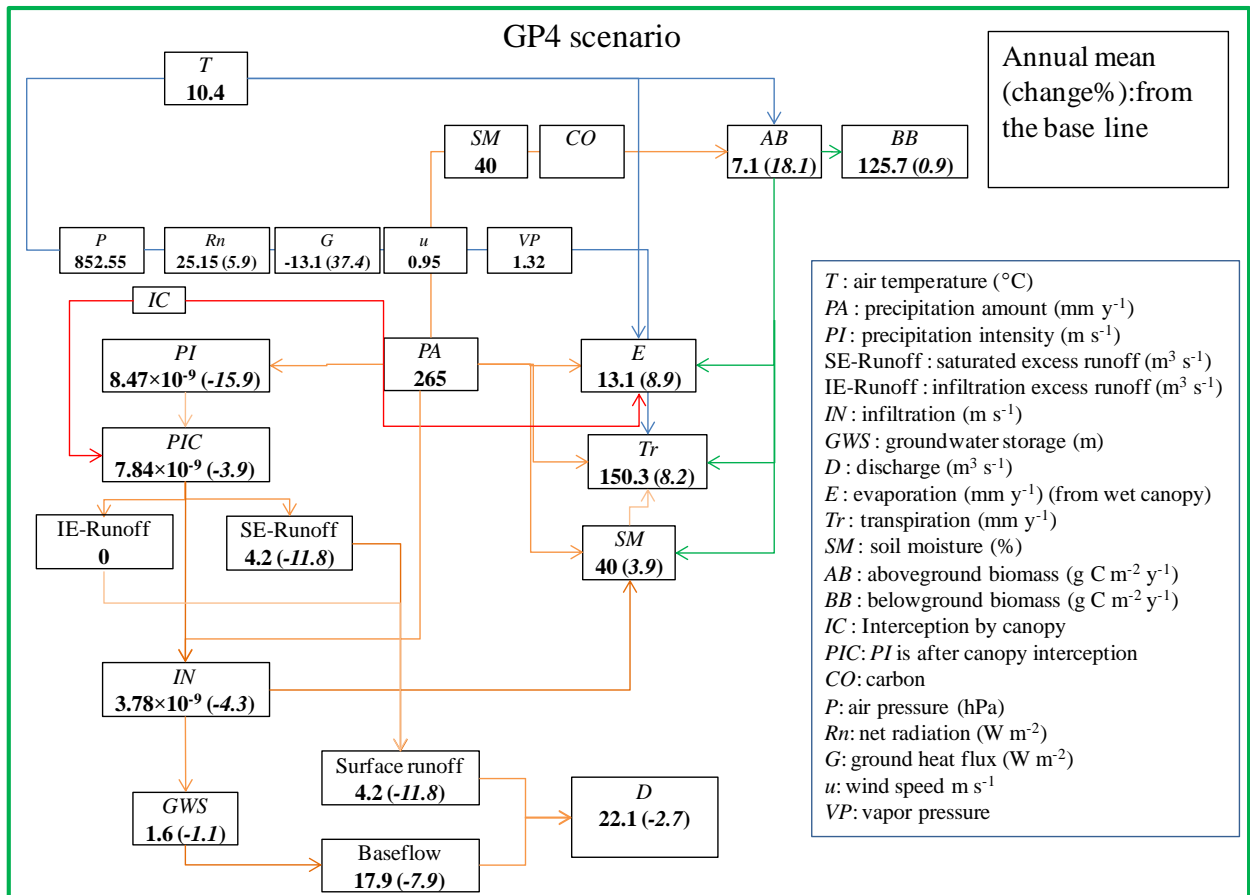 GP4 scenario
Annual mean
(change%):from
the base line
T
10.4
SM
40
CO
AB
7.1 (18.1)
BB
125.7 (0.9)
P
852.55
Rn
25.15 (5.9)
G
-13.1 (37.4)
u
0.95
VP
1.32
IC
PI
8.47×10⁻⁹ (-15.9)
PA
265
E
13.1 (8.9)
PIC
7.84×10⁻⁹ (-3.9)
Tr
150.3 (8.2)
IE-Runoff
0
SE-Runoff
4.2 (-11.8)
SM
40 (3.9)
IN
3.78×10⁻⁹ (-4.3)
Surface runoff
4.2 (-11.8)
GWS
1.6 (-1.1)
D
22.1 (-2.7)
Baseflow
17.9 (-7.9)
T : air temperature (°C)
PA : precipitation amount (mm y⁻¹)
PI : precipitation intensity (m s⁻¹)
SE-Runoff : saturated excess runoff (m³ s⁻¹)
IE-Runoff : infiltration excess runoff (m³ s⁻¹)
IN : infiltration (m s⁻¹)
GWS : groundwater storage (m)
D : discharge (m³ s⁻¹)
E : evaporation (mm y⁻¹) (from wet canopy)
Tr : transpiration (mm y⁻¹)
SM : soil moisture (%)
AB : aboveground biomass (g C m⁻² y⁻¹)
BB : belowground biomass (g C m⁻² y⁻¹)
IC : Interception by canopy
PIC: PI is after canopy interception
CO: carbon
P: air pressure (hPa)
Rn: net radiation (W m⁻²)
G: ground heat flux (W m⁻²)
u: wind speed m s⁻¹
VP: vapor pressure